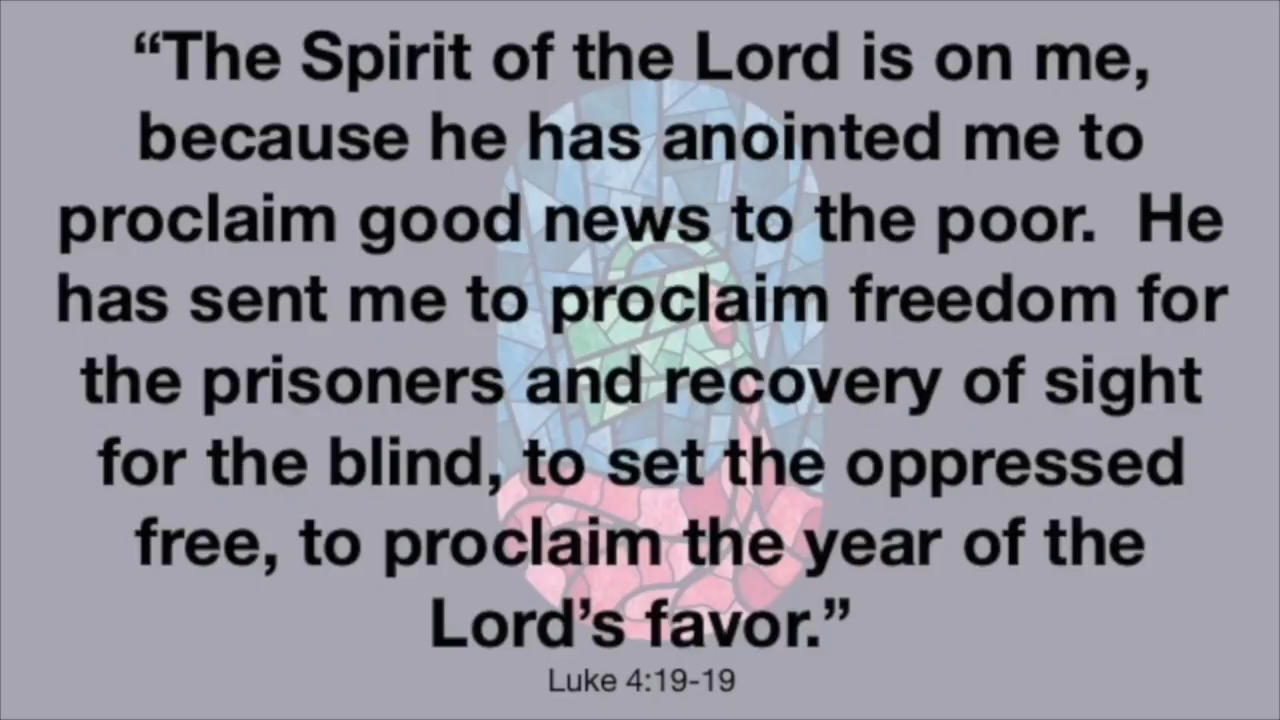 “The Spirit of the Lord is on me,
because he has anointed me to
proclaim good news to the poor.  He
has sent me to proclaim freedom for
the prisoners and recovery of sight
for the blind, to set the oppressed
free, to proclaim the year of the
Lord’s favor.”
Luke 4:19-19